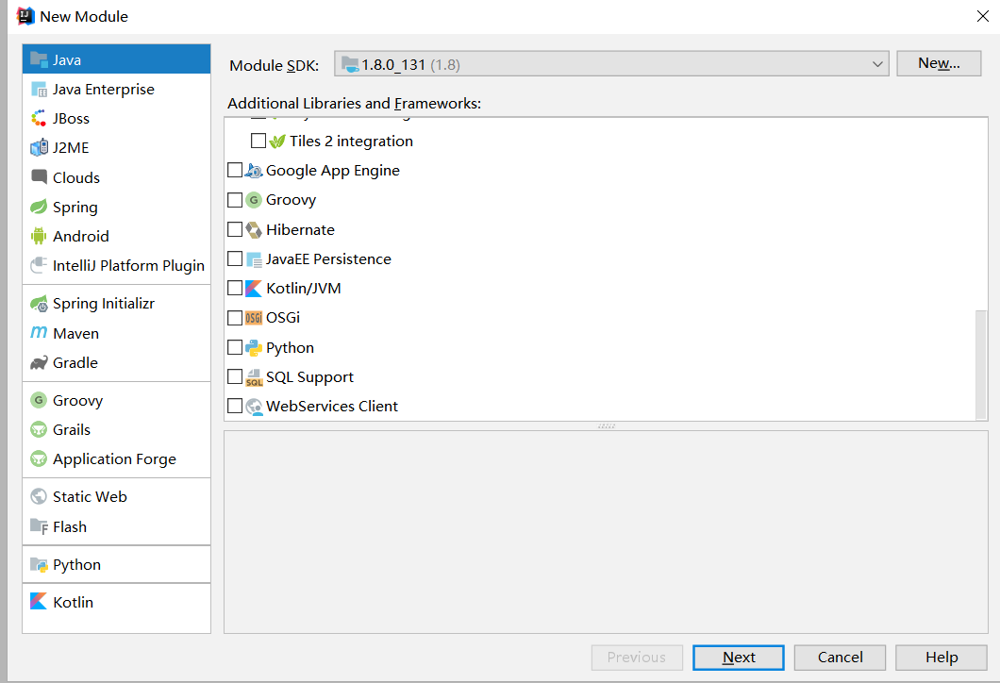 New Module
Java
Java Enterprise
JBoss
J2ME
Clouds
Spring
Android
IntelliJ Platform Plugin
Spring Initializr
Maven
Gradle
Groovy
Grails
Application Forge
Static Web
Flash
Python
Kotlin
Module SDK: 1.8.0_131 (1.8) New...
Additional Libraries and Frameworks:
Tiles 2 integration
Google App Engine
Groovy
Hibernate
JavaEE Persistence
Kotlin/JVM
OSGi
Python
SQL Support
WebServices Client
Previous Next Cancel Help